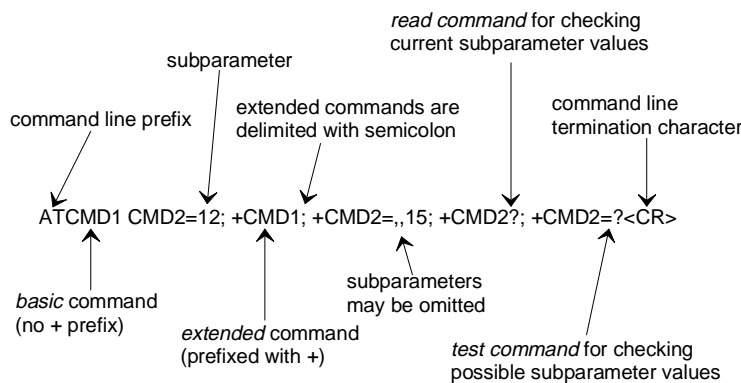 read command for checking
current subparameter values
subparameter
extended commands are
delimited with semicolon
command line
termination character
command line prefix
ATCMD1 CMD2=12; +CMD1; +CMD2=,,15; +CMD2?; +CMD2=?<CR>
basic command
(no + prefix)
extended command
(prefixed with +)
subparameters
may be omitted
test command for checking
possible subparameter values